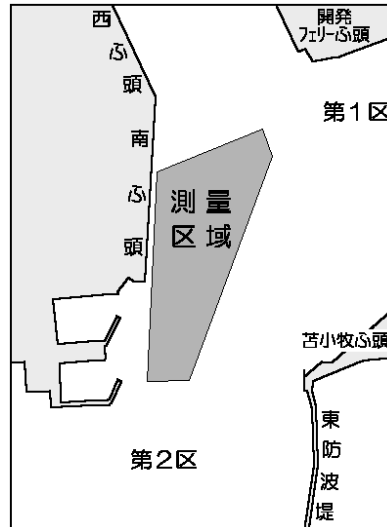 西ふ頭
開発
フェリーふ頭
第1区
南ふ頭
測量
区域
苫小牧ふ頭
東防波堤
第2区